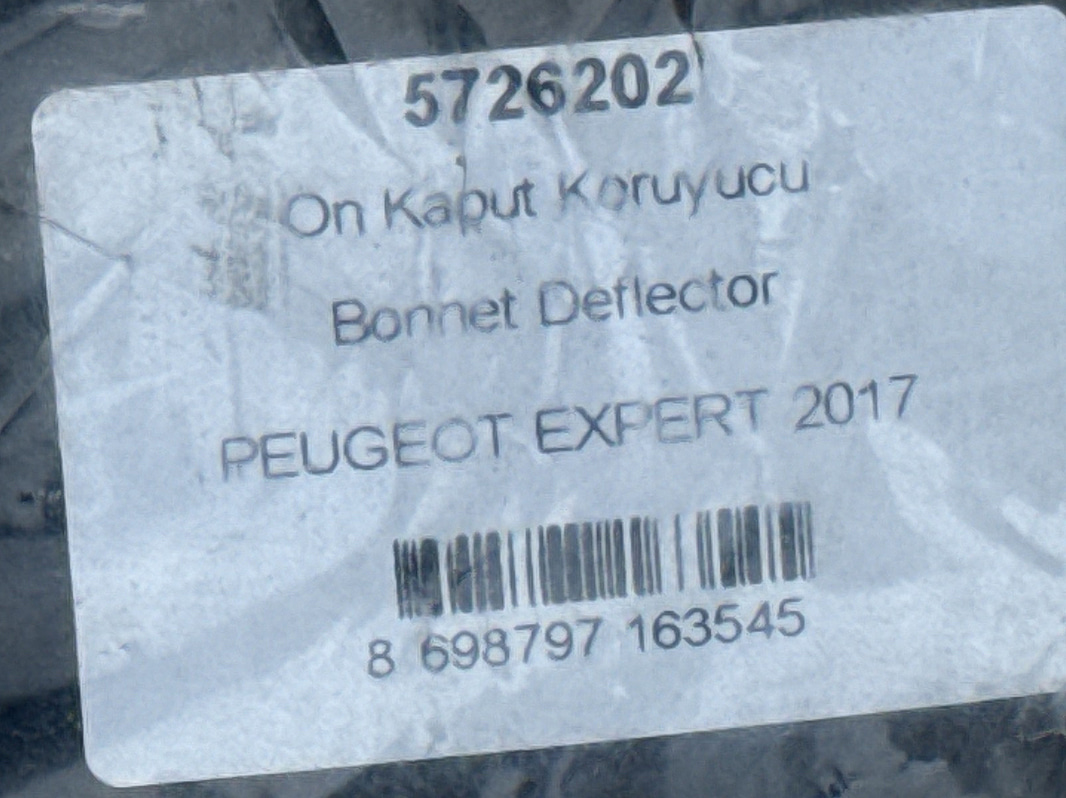 5726202
On Kaput Koruyucu
Bonnet Deflector
PEUGEOT EXPERT 2017
8 698797 163545